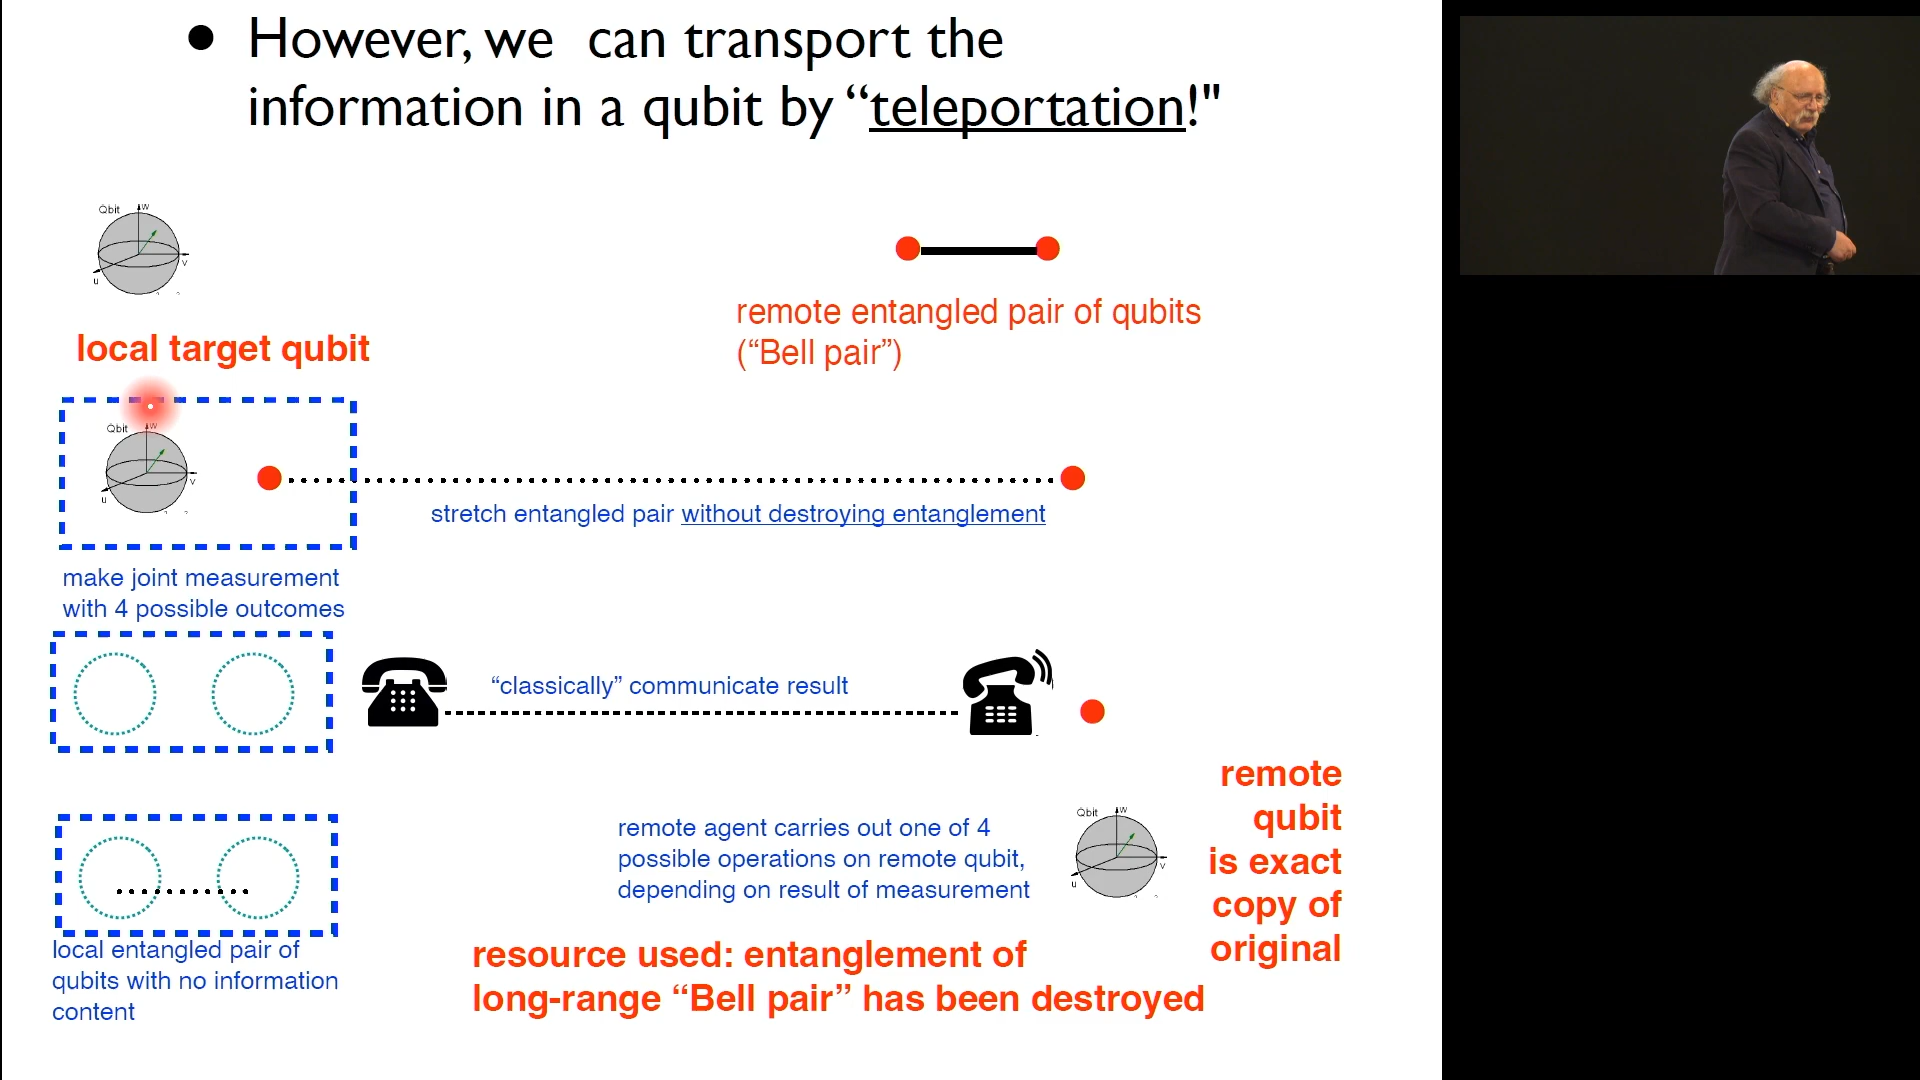 • However, we can transport the
information in a qubit by “teleportation!"
Qbit
w
v
u
local target qubit
remote entangled pair of qubits
(“Bell pair”)
Qbit
w
v
u
stretch entangled pair without destroying entanglement
make joint measurement
with 4 possible outcomes
“classically” communicate result
remote agent carries out one of 4
possible operations on remote qubit,
depending on result of measurement
Qbit
w
v
u
remote
qubit
is exact
copy of
original
local entangled pair of
qubits with no information
content
resource used: entanglement of
long-range “Bell pair” has been destroyed